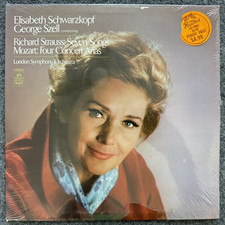 Elisabeth Schwarzkopf
George Szell
Richard Strauss: Seven Songs
Mozart: Four Concert Arias
London Symphony Orchestra